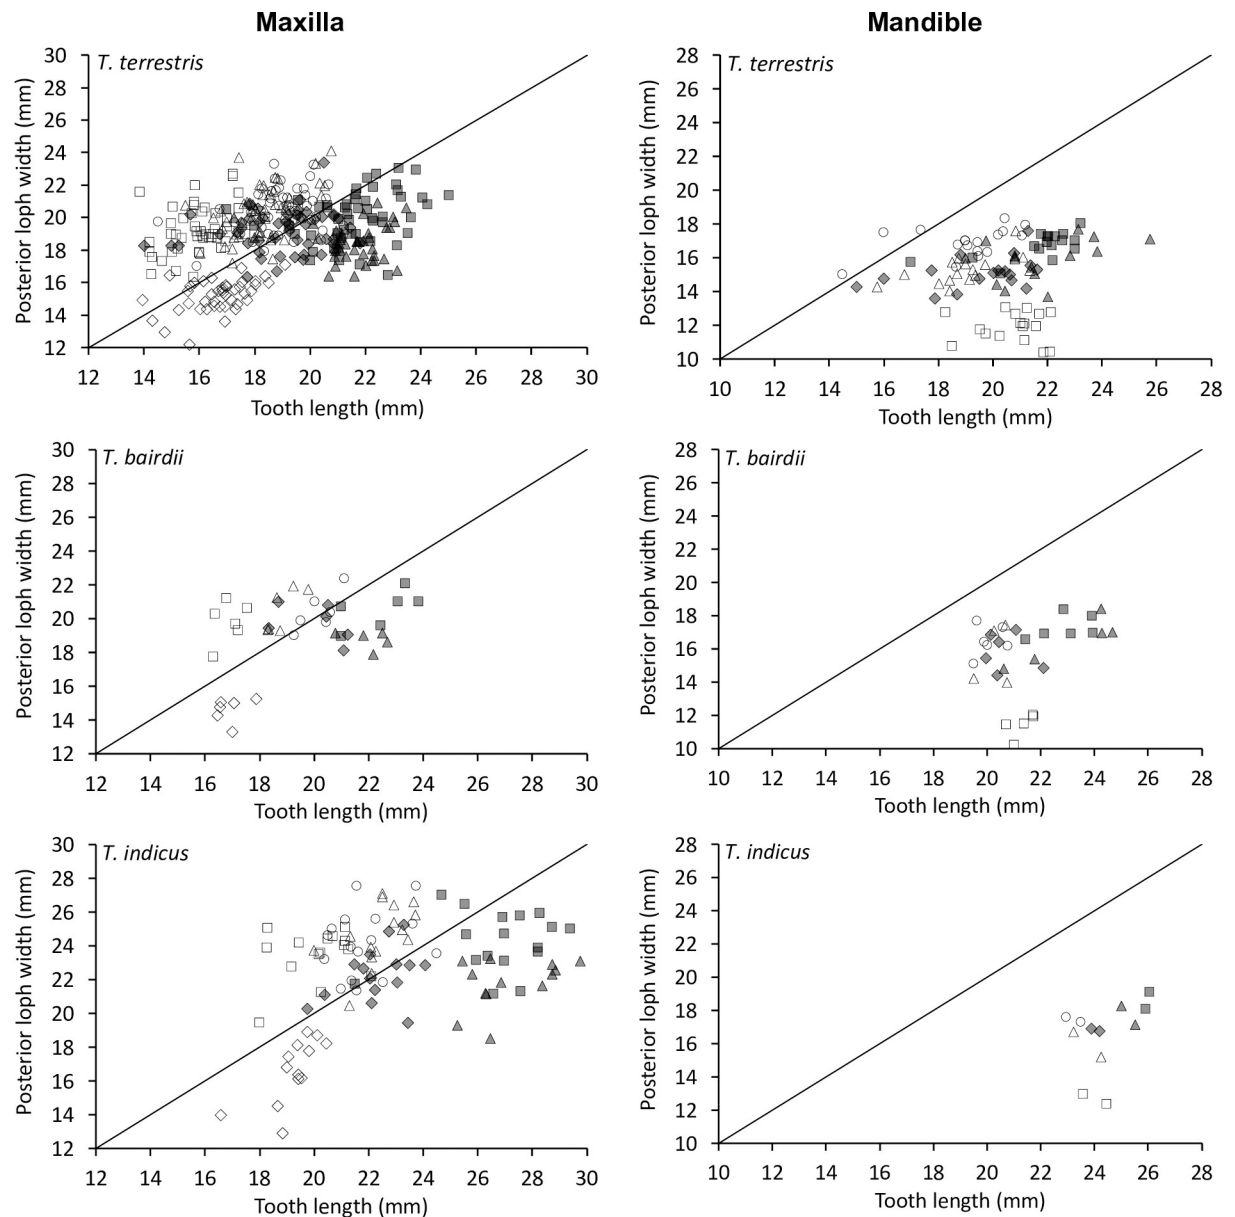 Maxilla
Mandible
T. terrestris
Posterior loph width (mm)
30
28
26
24
22
20
18
16
14
12
12 14 16 18 20 22 24 26 28 30
Tooth length (mm)
T. terrestris
Posterior loph width (mm)
28
26
24
22
20
18
16
14
12
10
10 12 14 16 18 20 22 24 26 28
Tooth length (mm)
T. bairdii
Posterior loph width (mm)
30
28
26
24
22
20
18
16
14
12
12 14 16 18 20 22 24 26 28 30
Tooth length (mm)
T. bairdii
Posterior loph width (mm)
28
26
24
22
20
18
16
14
12
10
10 12 14 16 18 20 22 24 26 28
Tooth length (mm)
T. indicus
Posterior loph width (mm)
30
28
26
24
22
20
18
16
14
12
12 14 16 18 20 22 24 26 28 30
Tooth length (mm)
T. indicus
Posterior loph width (mm)
28
26
24
22
20
18
16
14
12
10
10 12 14 16 18 20 22 24 26 28
Tooth length (mm)